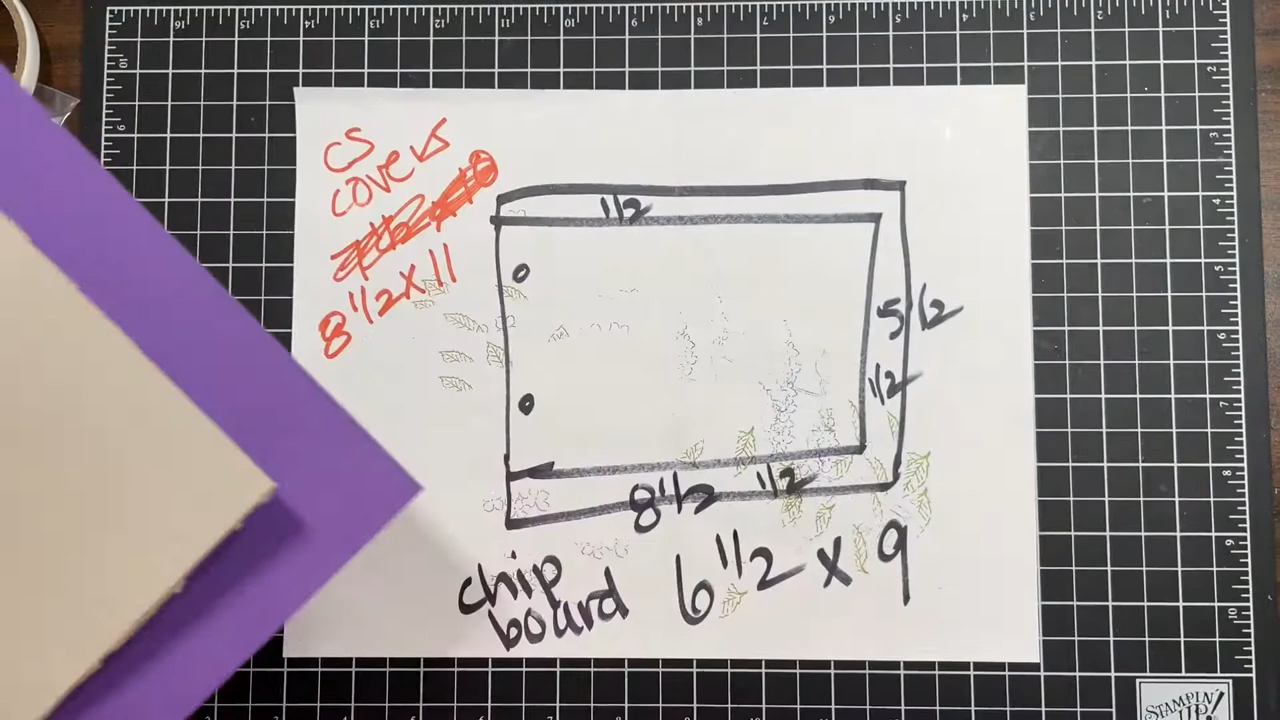 CS
covers
8 1/2 X 11
1/2
5 1/2
1/2
8 1/2 1/2
chip
board 6 1/2 x 9
STAMPIN' UP!